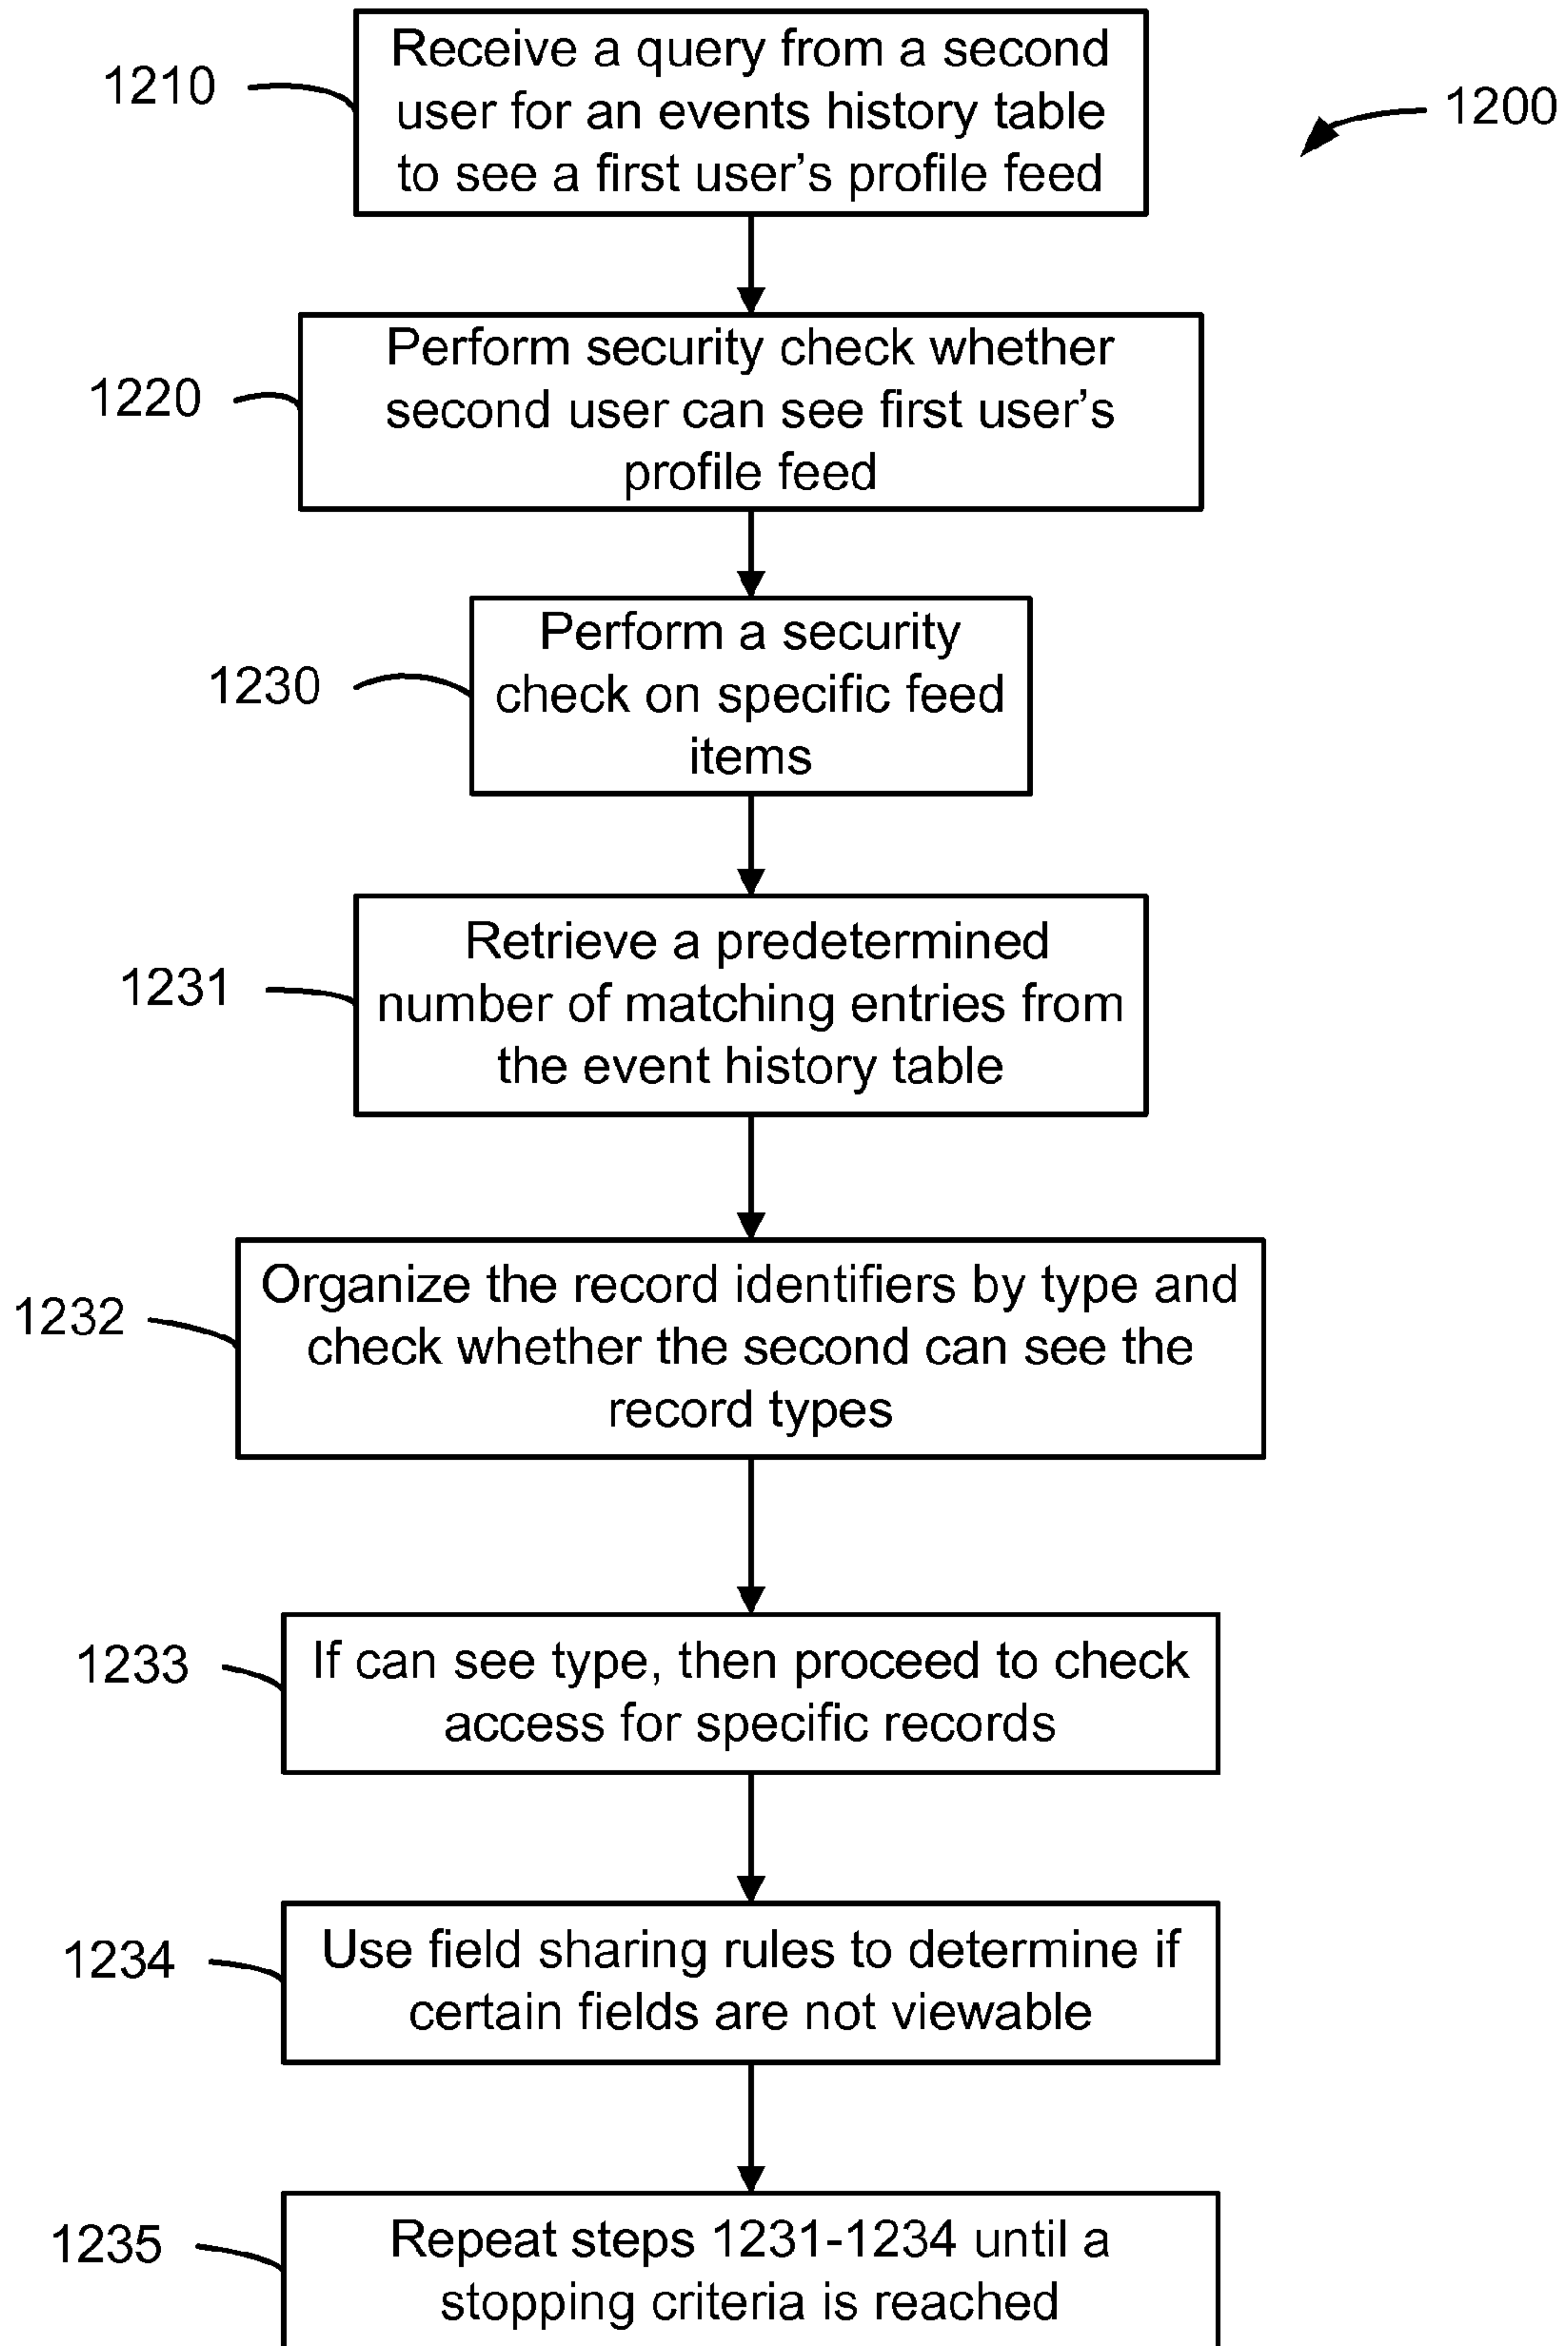 Receive a query from a second
user for an events history table
to see a first user's profile feed
1210
1200
Perform security check whether
second user can see first user's
profile feed
1220
Perform a security
check on specific feed
items
1230
Retrieve a predetermined
number of matching entries from
the event history table
1231
Organize the record identifiers by type and
check whether the second can see the
record types
1232
If can see type, then proceed to check
access for specific records
1233
Use field sharing rules to determine if
certain fields are not viewable
1234
Repeat steps 1231-1234 until a
stopping criteria is reached
1235